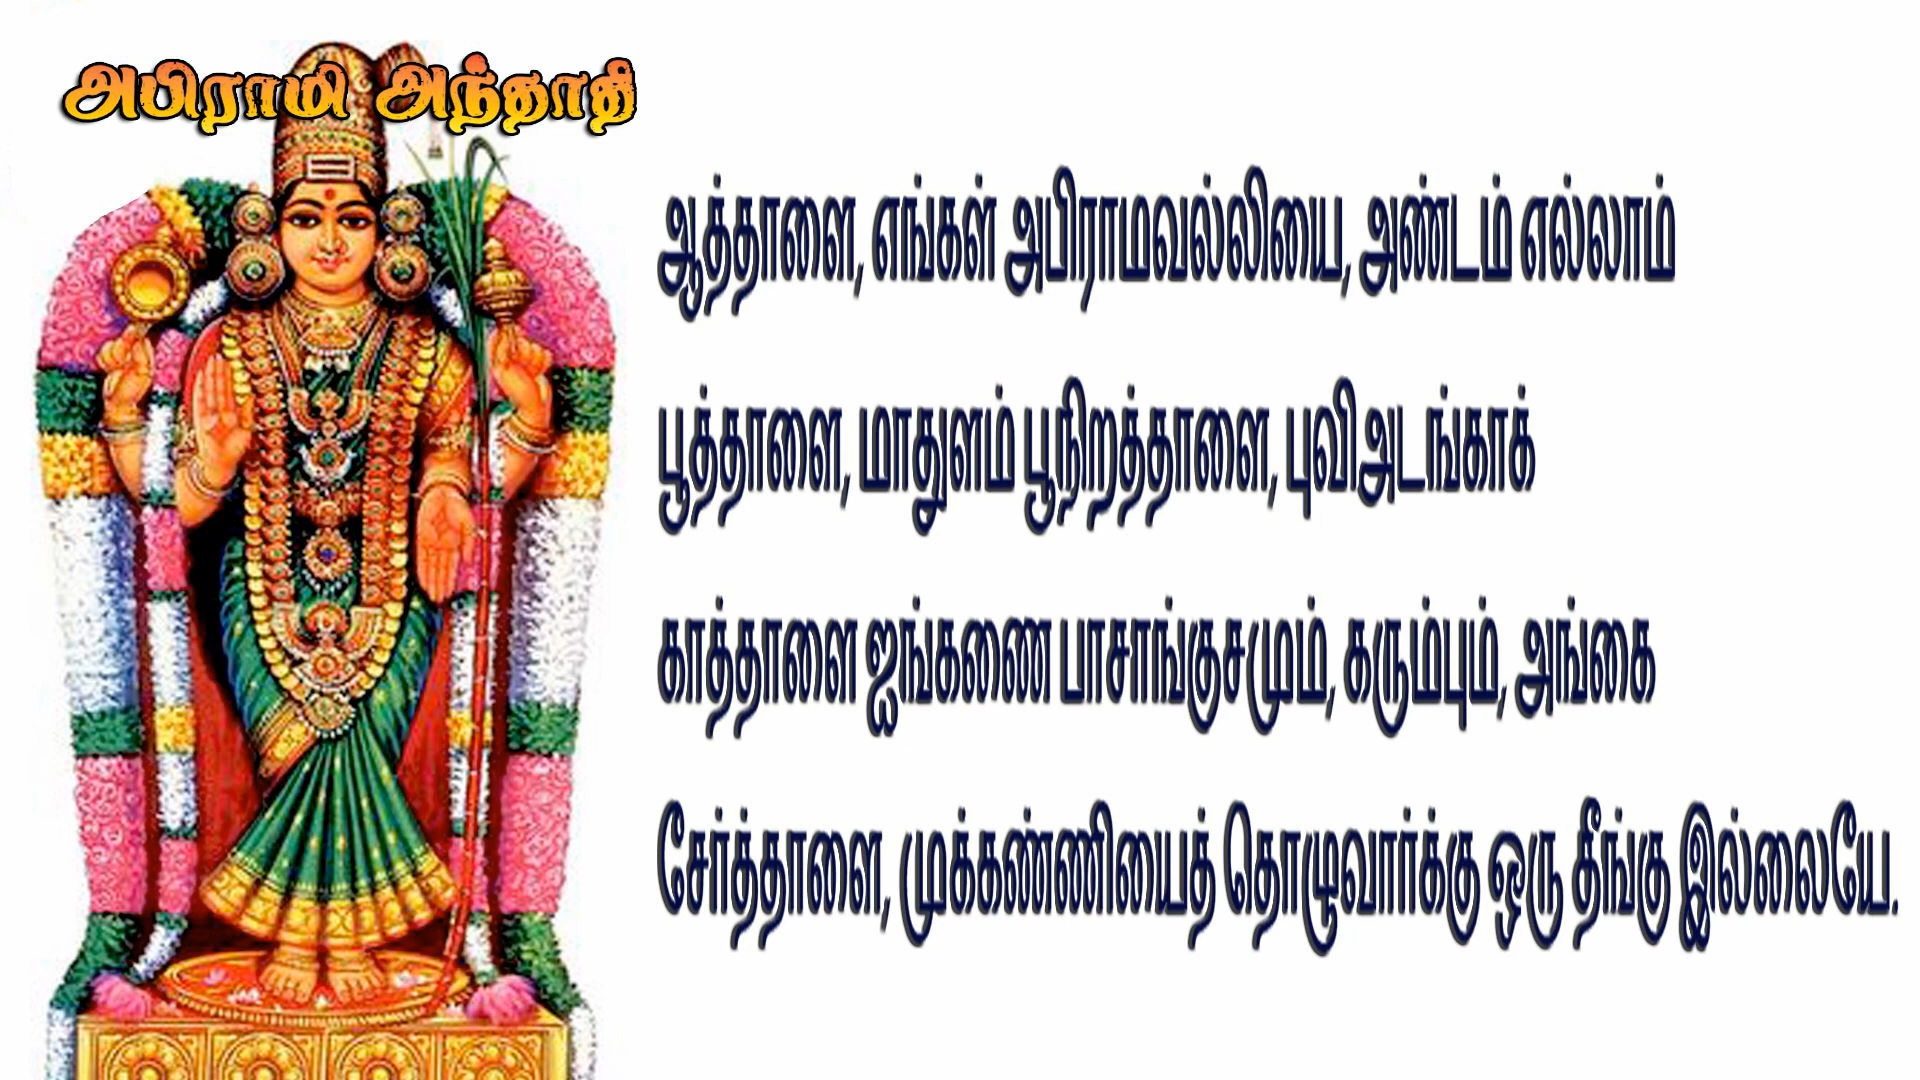 அபிராமி அந்தாதி
ஆத்தாளை, எங்கள் அபிராமவல்லியை, அண்டம் எல்லாம்
பூத்தாளை, மாதுளம் பூநிறத்தாளை, புவிஅடங்காக்
காத்தாளை ஐங்கணை பாசாங்குசமும், கரும்பும், அங்கை
சேர்த்தாளை, முக்கண்ணியைத் தொழுவார்க்கு ஒரு தீங்கு இல்லையே.